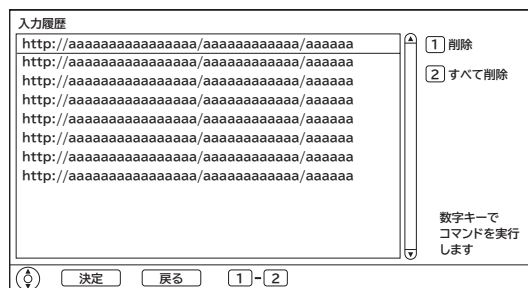 入力履歴
http://aaaaaaaaaaaaaaaa/aaaaaaaaaaaa/aaaaaa
http://aaaaaaaaaaaaaaaa/aaaaaaaaaaaa/aaaaaa
http://aaaaaaaaaaaaaaaa/aaaaaaaaaaaa/aaaaaa
http://aaaaaaaaaaaaaaaa/aaaaaaaaaaaa/aaaaaa
http://aaaaaaaaaaaaaaaa/aaaaaaaaaaaa/aaaaaa
http://aaaaaaaaaaaaaaaa/aaaaaaaaaaaa/aaaaaa
http://aaaaaaaaaaaaaaaa/aaaaaaaaaaaa/aaaaaa
http://aaaaaaaaaaaaaaaa/aaaaaaaaaaaa/aaaaaa
1 削除
2 すべて削除
数字キーで
コマンドを実行
します
決定 戻る 1-2